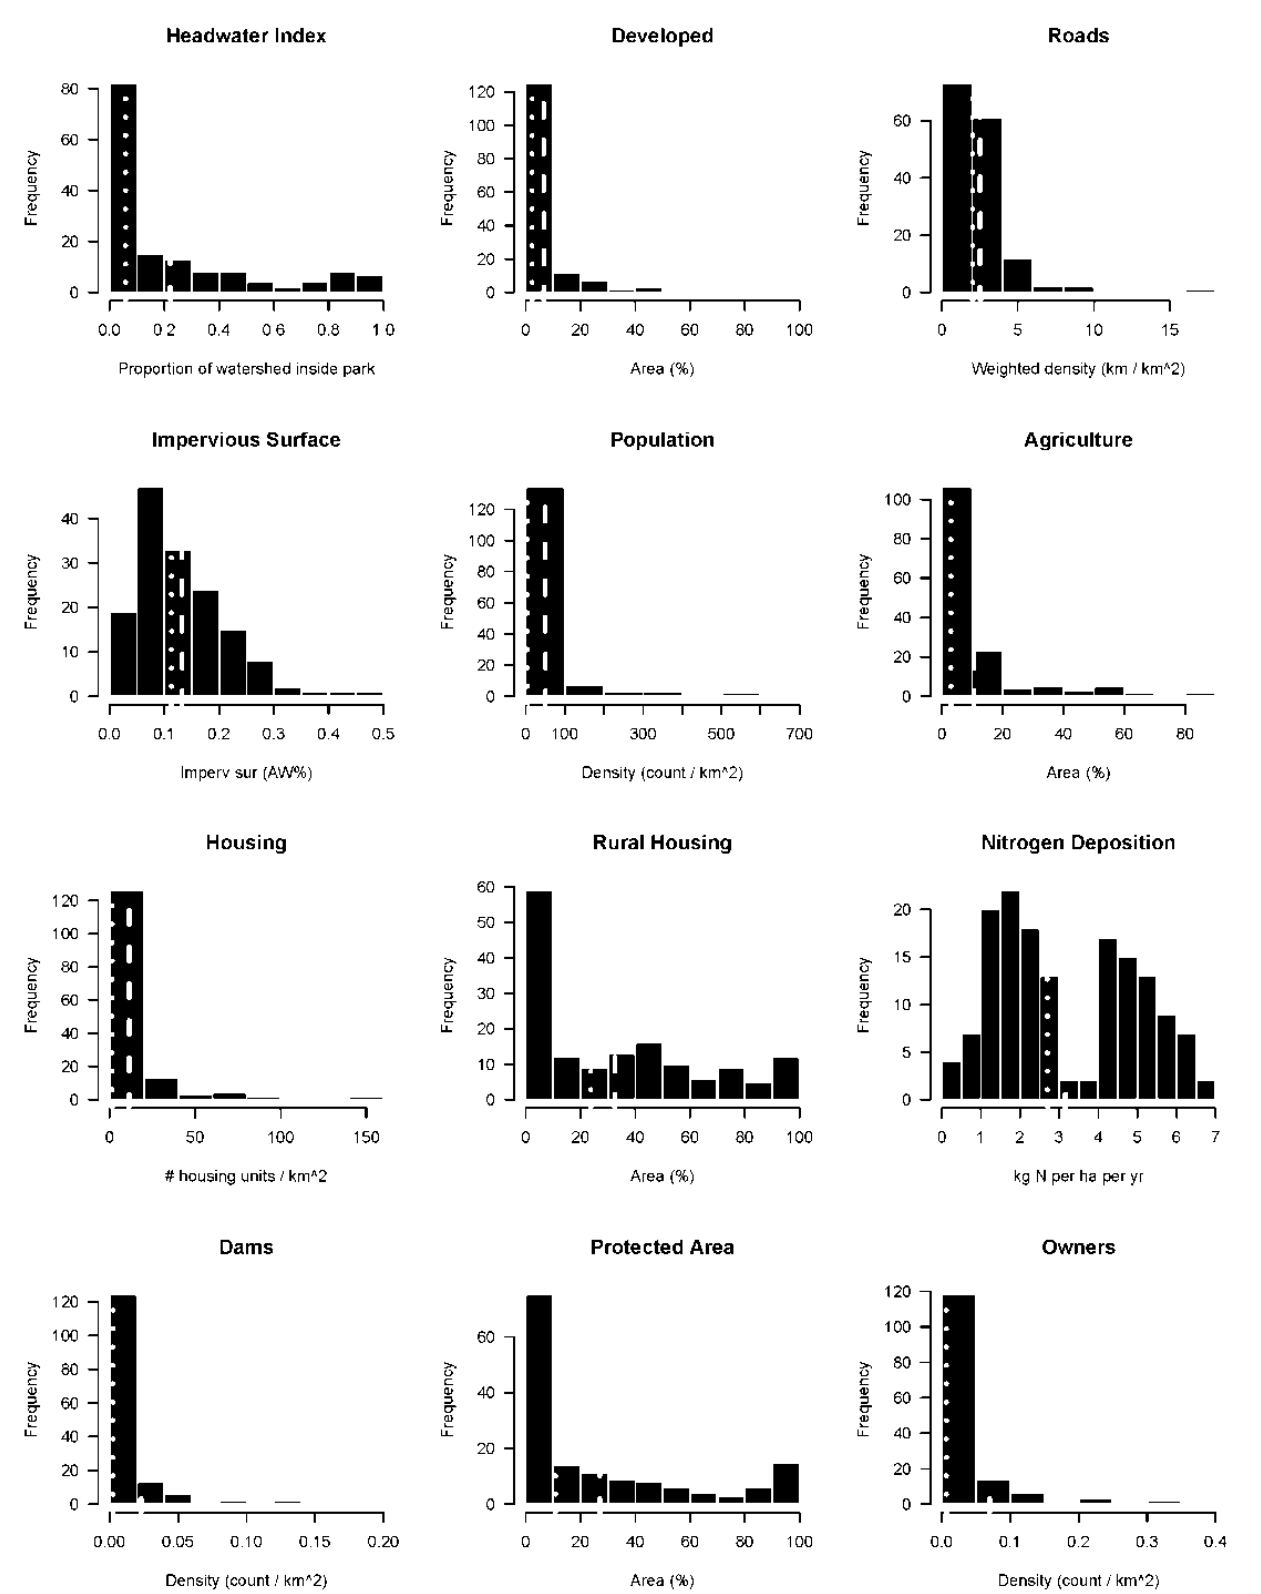 Headwater Index Developed Roads
80
60
40
20
0
Frequency
0.0 0 2 0.4 0 6 0.8 1 0
Proportion of watershed inside park
120
100
80
60
40
20
0
Frequency
0 20 40 60 80 100
Area (%)
60
40
20
0
Frequency
0 5 10 15
Weighted density (km / km^2)
Impervious Surface Population Agriculture
40
30
20
10
0
Frequency
0.0 0.1 0.2 0.3 0.4 0.5
Imperv sur (AW%)
120
100
80
60
40
20
0
Frequency
0 100 300 500 700
Density (count / km^2)
100
80
60
40
20
0
Frequency
0 20 40 60 80
Area (%)
Housing Rural Housing Nitrogen Deposition
120
100
80
60
40
20
0
Frequency
0 50 100 150
# housing units / km^2
60
50
40
30
20
10
0
Frequency
0 20 40 60 80 100
Area (%)
20
15
10
5
0
Frequency
0 1 2 3 4 5 6 7
kg N per ha per yr
Dams Protected Area Owners
120
100
80
60
40
20
0
Frequency
0.00 0.05 0.10 0.15 0.20
Density (count / km^2)
60
40
20
0
Frequency
0 20 40 60 80 100
Area (%)
120
100
80
60
40
20
0
Frequency
0.0 0.1 0.2 0.3 0.4
Density (count / km^2)